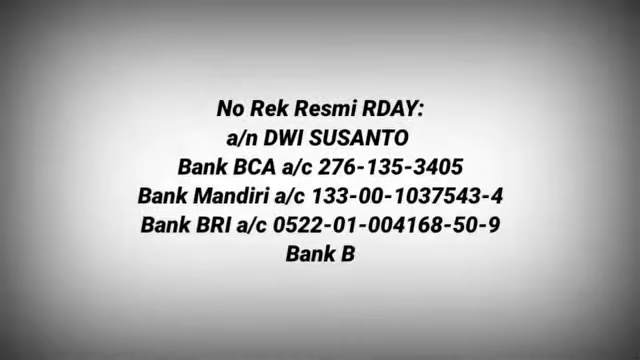 No Rek Resmi RDAY:
a/n DWI SUSANTO
Bank BCA a/c 276-135-3405
Bank Mandiri a/c 133-00-1037543-4
Bank BRI a/c 0522-01-004168-50-9
Bank B